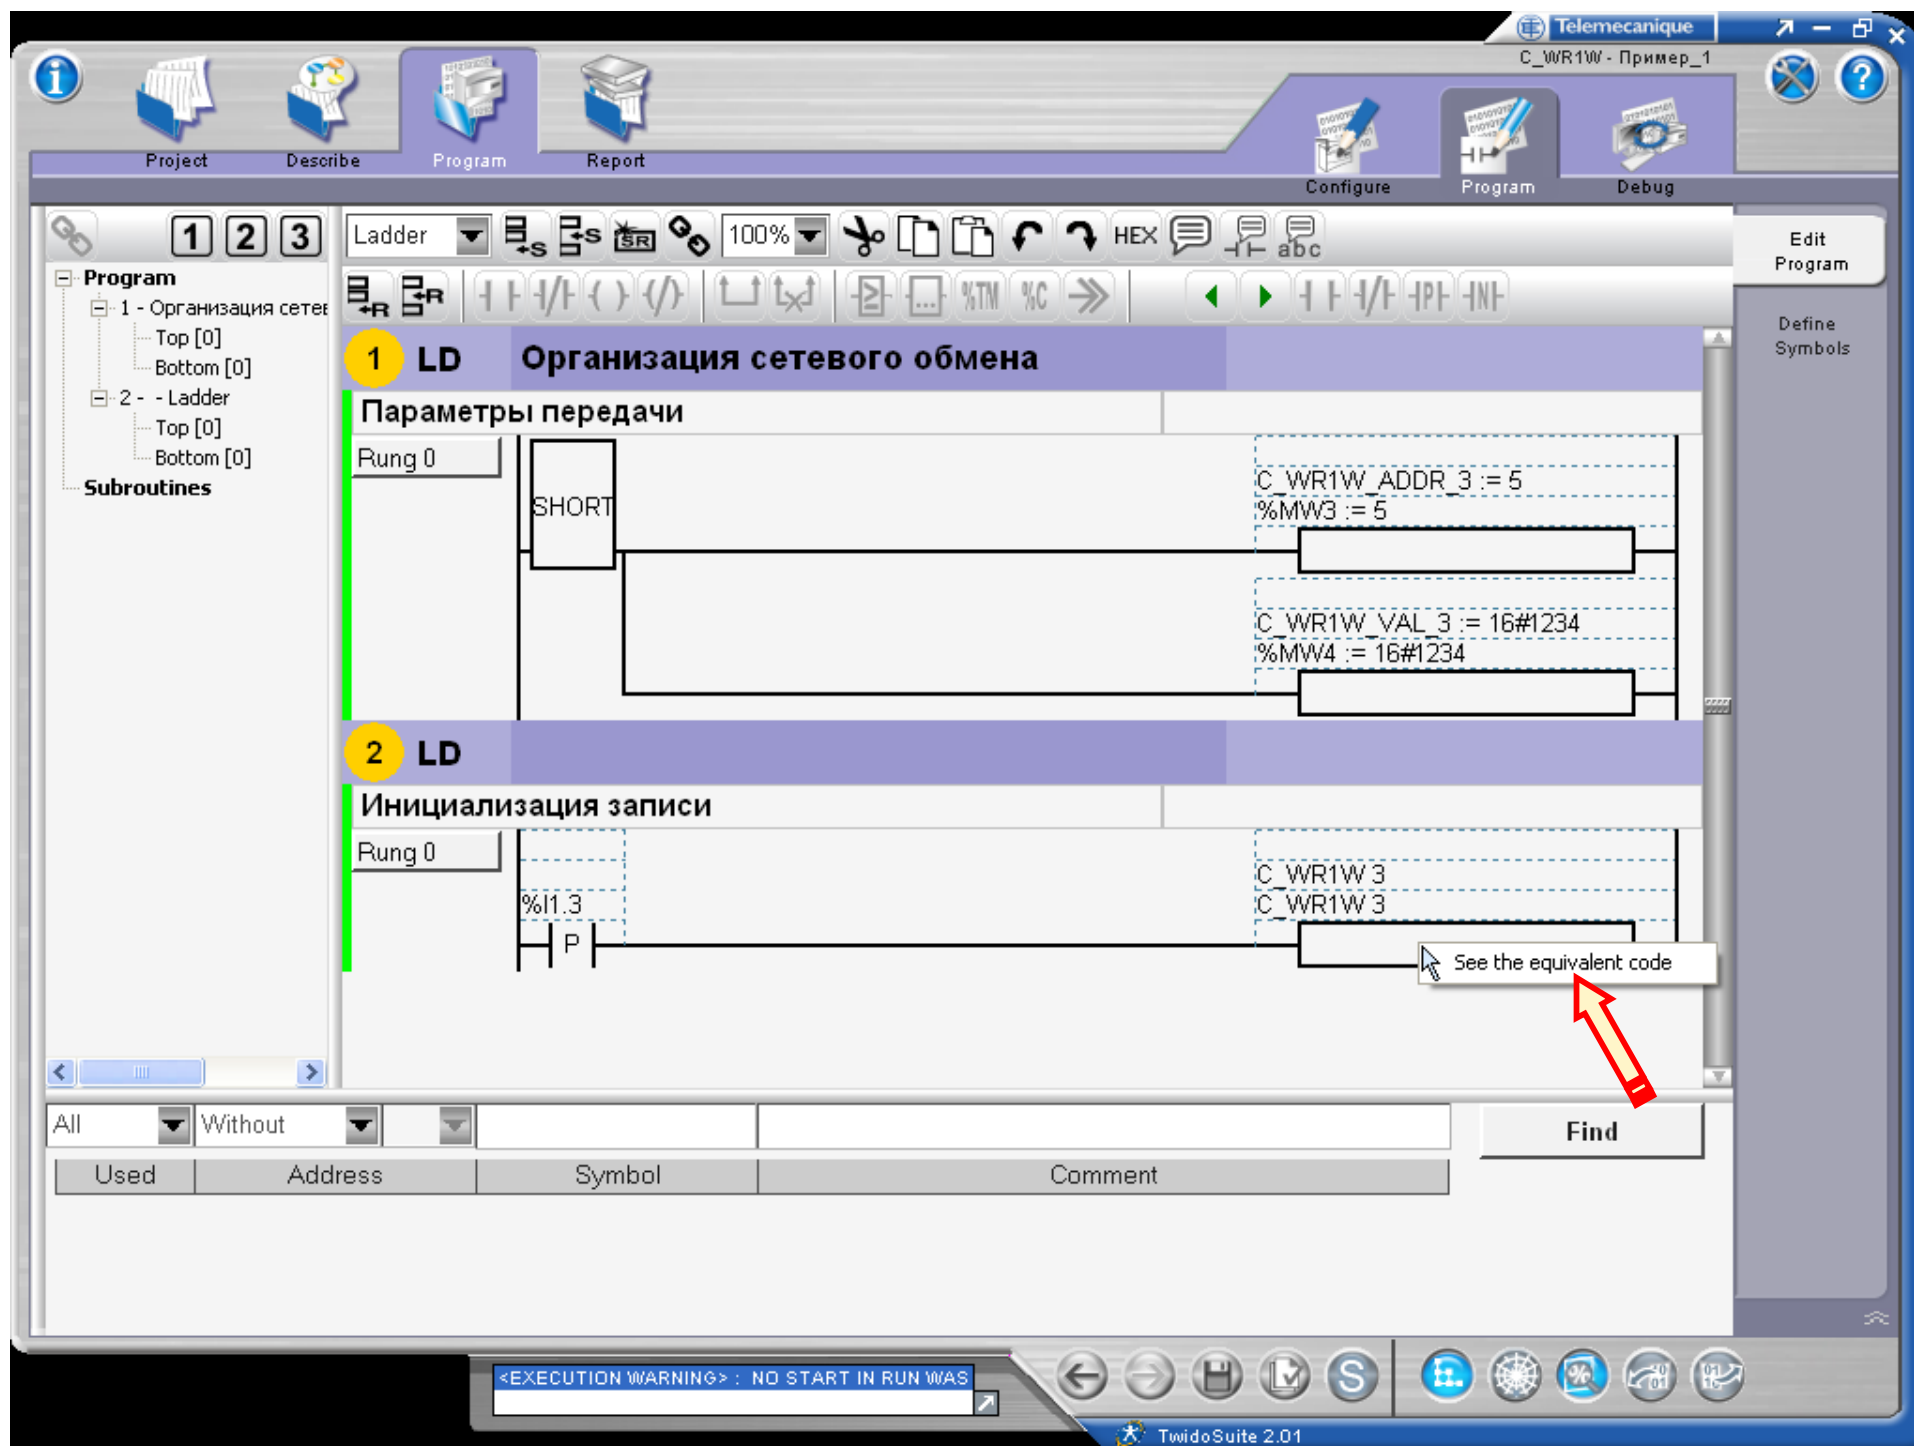 Telemecanique
C_WR1W - Пример_1
Project
Describe
Program
Report
Configure
Program
Debug
1 2 3
Ladder
100%
HEX
Edit
Program
Define
Symbols
Program
1 - Организация сетев
Top [0]
Bottom [0]
2 - - Ladder
Top [0]
Bottom [0]
Subroutines
%TM
%C
1 LD Организация сетевого обмена
Параметры передачи
Rung 0
SHORT
C_WR1W_ADDR_3 := 5
%MW3 := 5
C_WR1W_VAL_3 := 16#1234
%MW4 := 16#1234
2 LD
Инициализация записи
Rung 0
%I1.3
P
C_WR1W 3
C_WR1W 3
See the equivalent code
All
Without
Find
Used Address Symbol Comment
<EXECUTION WARNING> : NO START IN RUN WAS
TwidoSuite 2.01